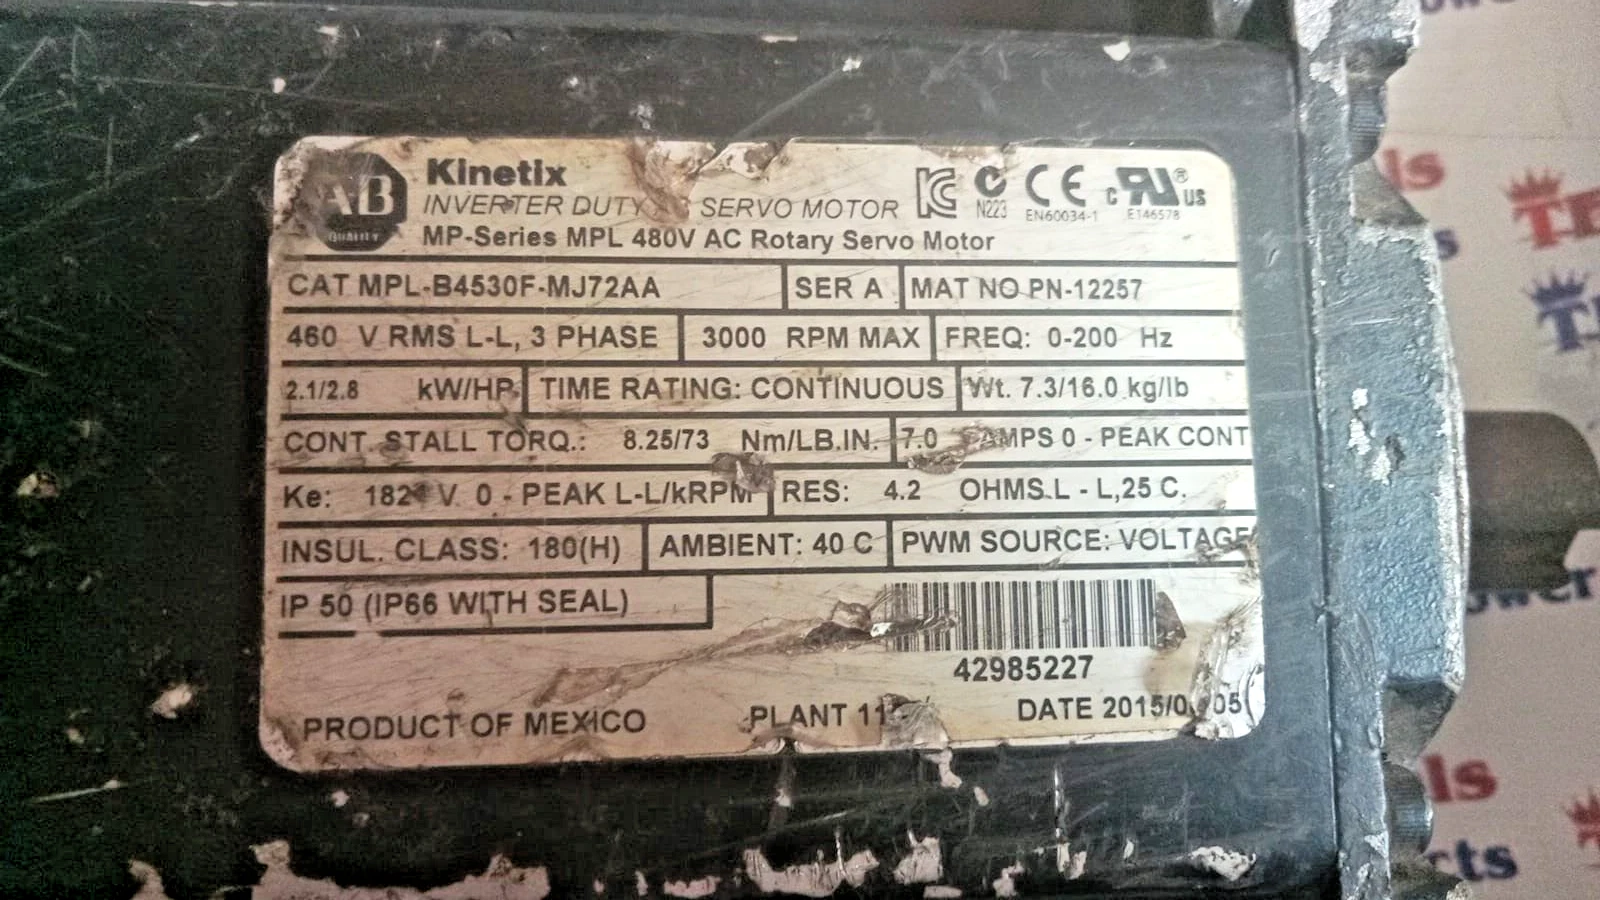 AB
QUALITY
Kinetix
INVERTER DUTY SERVO MOTOR
MP-Series MPL 480V AC Rotary Servo Motor
N223
CE
EN60034-1
c US ®
E146578
CAT MPL-B4530F-MJ72AA SER A MAT NO PN-12257
460 V RMS L-L, 3 PHASE 3000 RPM MAX FREQ: 0-200 Hz
2.1/2.8 kW/HP TIME RATING: CONTINUOUS Wt. 7.3/16.0 kg/lb
CONT. STALL TORQ.: 8.25/73 Nm/LB.IN. 7.0 AMPS 0 - PEAK CONT
Ke: V 0 - PEAK L-L/kRPM RES: 4.2 OHMS L - L,25 C.
INSUL. CLASS: 180(H) AMBIENT: 40 C PWM SOURCE: VOLTAGE
IP 50 (IP66 WITH SEAL)
42985227
PRODUCT OF MEXICO PLANT DATE